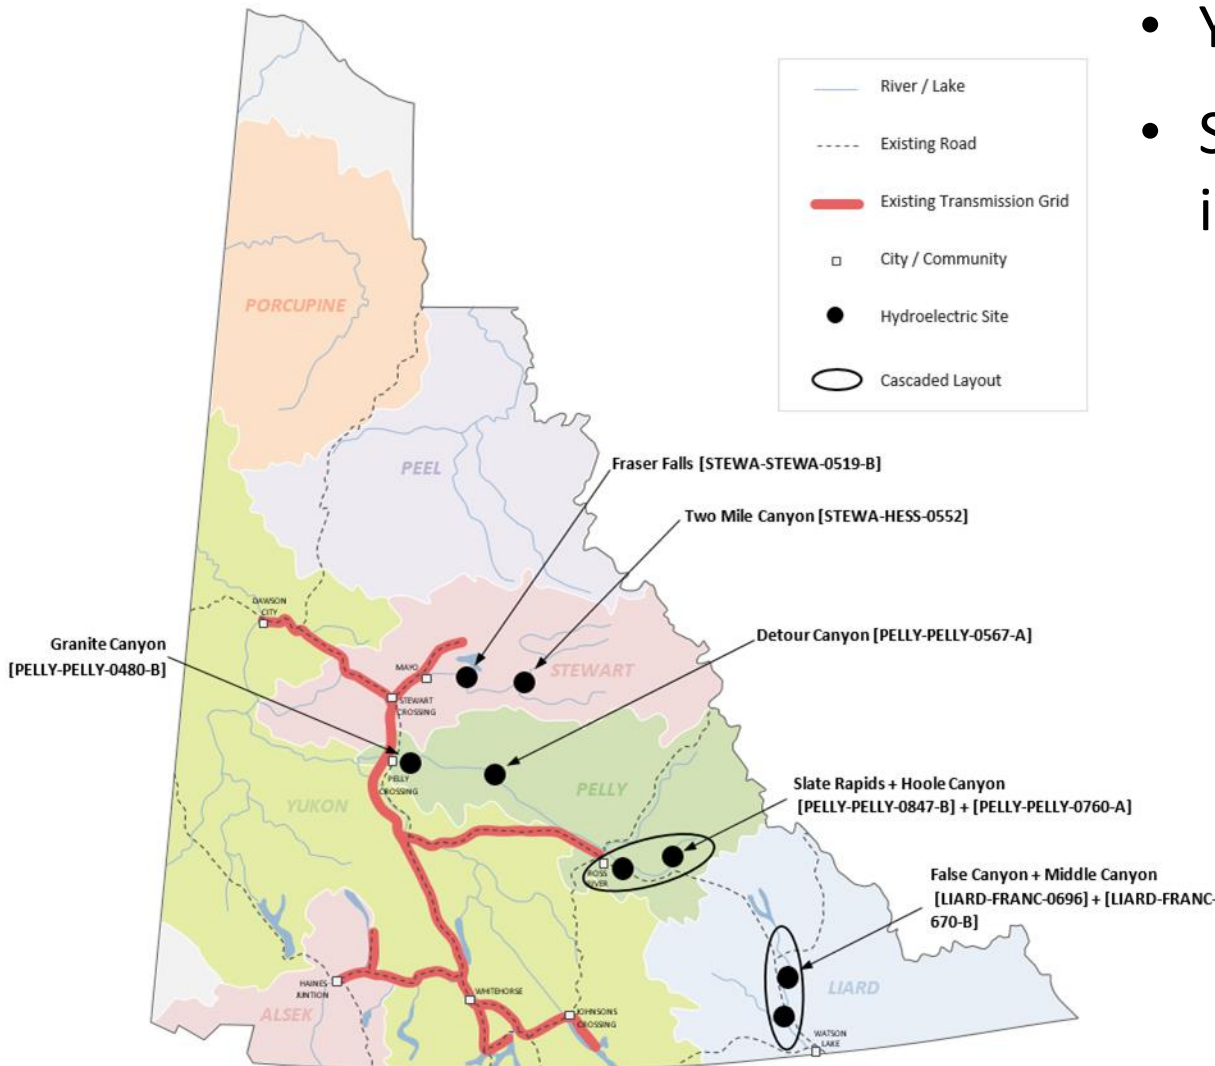 • Y
• S
i
River / Lake
Existing Road
Existing Transmission Grid
City / Community
Hydroelectric Site
Cascaded Layout
PORCUPINE
PEEL
Fraser Falls [STEWA-STEWA-0519-B]
Two Mile Canyon [STEWA-HESS-0552]
DAWSON
CITY
Granite Canyon
[PELLY-PELLY-0480-B]
Detour Canyon [PELLY-PELLY-0567-A]
MAYO
STEWART
STEWART
CROSSING
PELLY
CROSSING
YUKON
PELLY
Slate Rapids + Hoole Canyon
[PELLY-PELLY-0847-B] + [PELLY-PELLY-0760-A]
ROSS
RIVER
False Canyon + Middle Canyon
[LIARD-FRANC-0696] + [LIARD-FRANC-
670-B]
HAINES
JUNTION
WHITEHORSE
LIARD
ALSEK
JOHNSONS
CROSSING
WATSON
LAKE